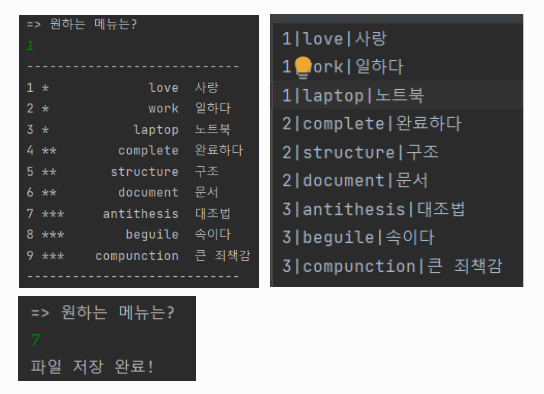 => 원하는 메뉴는?
1
----------------------------
1 * love 사랑
2 * work 일하다
3 * laptop 노트북
4 ** complete 완료하다
5 ** structure 구조
6 ** document 문서
7 *** antithesis 대조법
8 *** beguile 속이다
9 *** compunction 큰 죄책감
----------------------------
1|love|사랑
1 ork|일하다
1|laptop|노트북
2|complete|완료하다
2|structure|구조
2|document|문서
3|antithesis|대조법
3|beguile|속이다
3|compunction|큰 죄책감
=> 원하는 메뉴는?
7
파일 저장 완료!